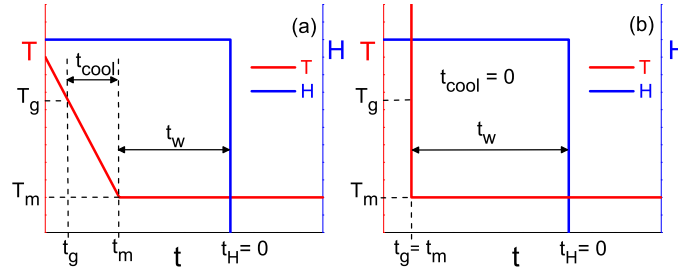 (a)
T
t_cool
T
H
H
T_g
t_w
T_m
t_g
t_m
t
t_H = 0
(b)
T
t_cool = 0
T
H
H
T_g
t_w
T_m
t_g = t_m
t
t_H = 0